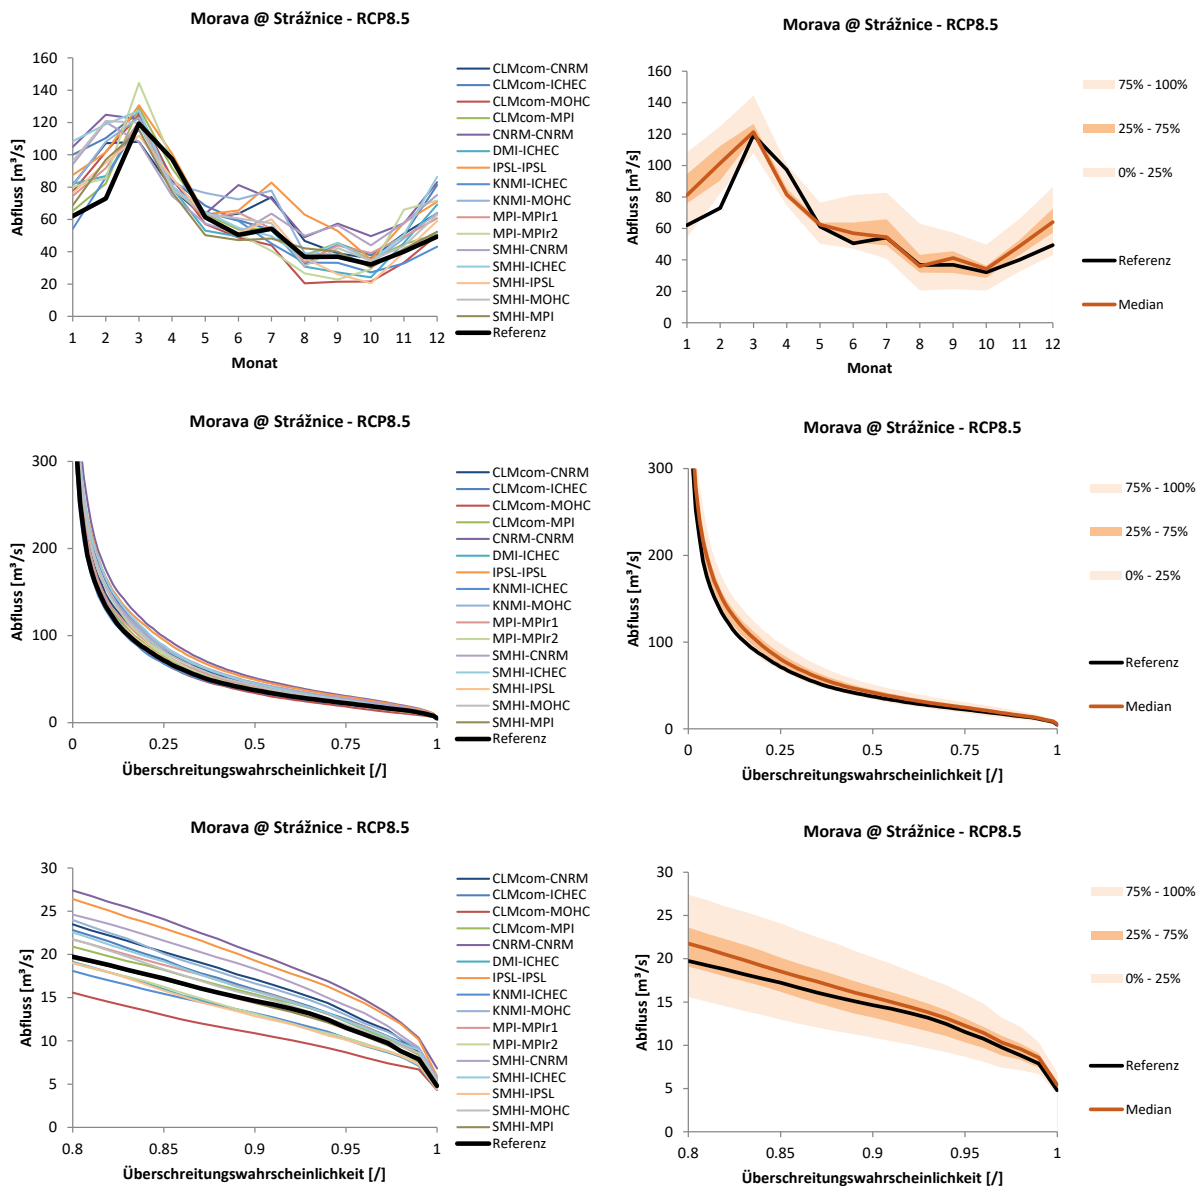 Morava @ Strážnice - RCP8.5
Abfluss [m³/s]
160
140
120
100
80
60
40
20
0
1 2 3 4 5 6 7 8 9 10 11 12
Monat
CLMcom-CNRM
CLMcom-ICHEC
CLMcom-MOHC
CLMcom-MPI
CNRM-CNRM
DMI-ICHEC
IPSL-IPSL
KNMI-ICHEC
KNMI-MOHC
MPI-MPIr1
MPI-MPIr2
SMHI-CNRM
SMHI-ICHEC
SMHI-IPSL
SMHI-MOHC
SMHI-MPI
Referenz
Morava @ Strážnice - RCP8.5
Abfluss [m³/s]
160
140
120
100
80
60
40
20
0
1 2 3 4 5 6 7 8 9 10 11 12
Monat
75% - 100%
25% - 75%
0% - 25%
Referenz
Median
Morava @ Strážnice - RCP8.5
Abfluss [m³/s]
300
200
100
0
0 0.25 0.5 0.75 1
Überschreitungswahrscheinlichkeit [/]
CLMcom-CNRM
CLMcom-ICHEC
CLMcom-MOHC
CLMcom-MPI
CNRM-CNRM
DMI-ICHEC
IPSL-IPSL
KNMI-ICHEC
KNMI-MOHC
MPI-MPIr1
MPI-MPIr2
SMHI-CNRM
SMHI-ICHEC
SMHI-IPSL
SMHI-MOHC
SMHI-MPI
Referenz
Morava @ Strážnice - RCP8.5
Abfluss [m³/s]
300
200
100
0
0 0.25 0.5 0.75 1
Überschreitungswahrscheinlichkeit [/]
75% - 100%
25% - 75%
0% - 25%
Referenz
Median
Morava @ Strážnice - RCP8.5
Abfluss [m³/s]
30
25
20
15
10
5
0
0.8 0.85 0.9 0.95 1
Überschreitungswahrscheinlichkeit [/]
CLMcom-CNRM
CLMcom-ICHEC
CLMcom-MOHC
CLMcom-MPI
CNRM-CNRM
DMI-ICHEC
IPSL-IPSL
KNMI-ICHEC
KNMI-MOHC
MPI-MPIr1
MPI-MPIr2
SMHI-CNRM
SMHI-ICHEC
SMHI-IPSL
SMHI-MOHC
SMHI-MPI
Referenz
Morava @ Strážnice - RCP8.5
Abfluss [m³/s]
30
25
20
15
10
5
0
0.8 0.85 0.9 0.95 1
Überschreitungswahrscheinlichkeit [/]
75% - 100%
25% - 75%
0% - 25%
Referenz
Median